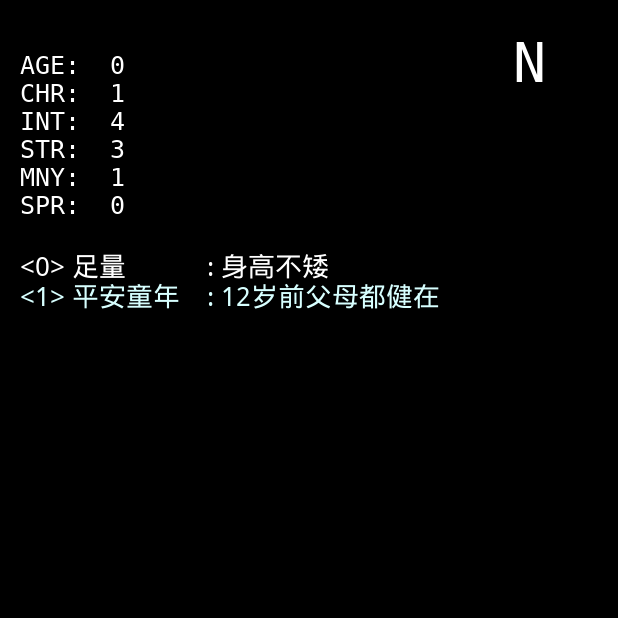 N
AGE: 0
CHR: 1
INT: 4
STR: 3
MNY: 1
SPR: 0
<0> 足量 : 身高不矮
<1> 平安童年 : 12岁前父母都健在